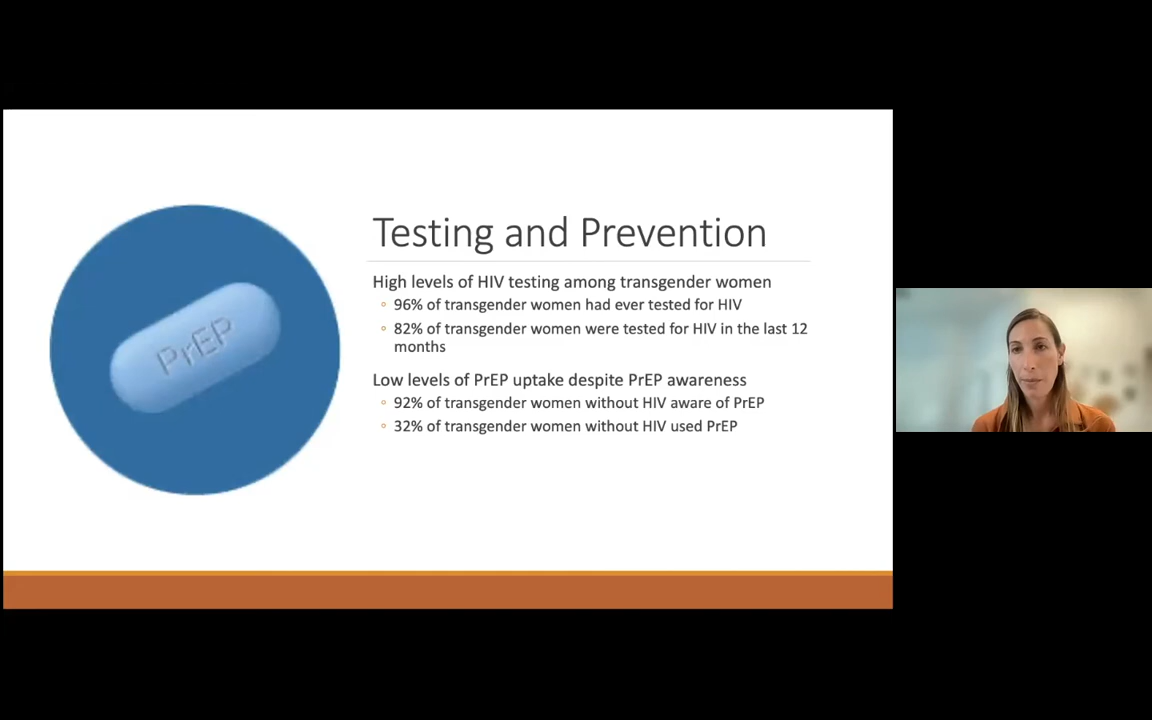 Testing and Prevention
High levels of HIV testing among transgender women
96% of transgender women had ever tested for HIV
82% of transgender women were tested for HIV in the last 12
months
Low levels of PrEP uptake despite PrEP awareness
92% of transgender women without HIV aware of PrEP
32% of transgender women without HIV used PrEP
PrEP